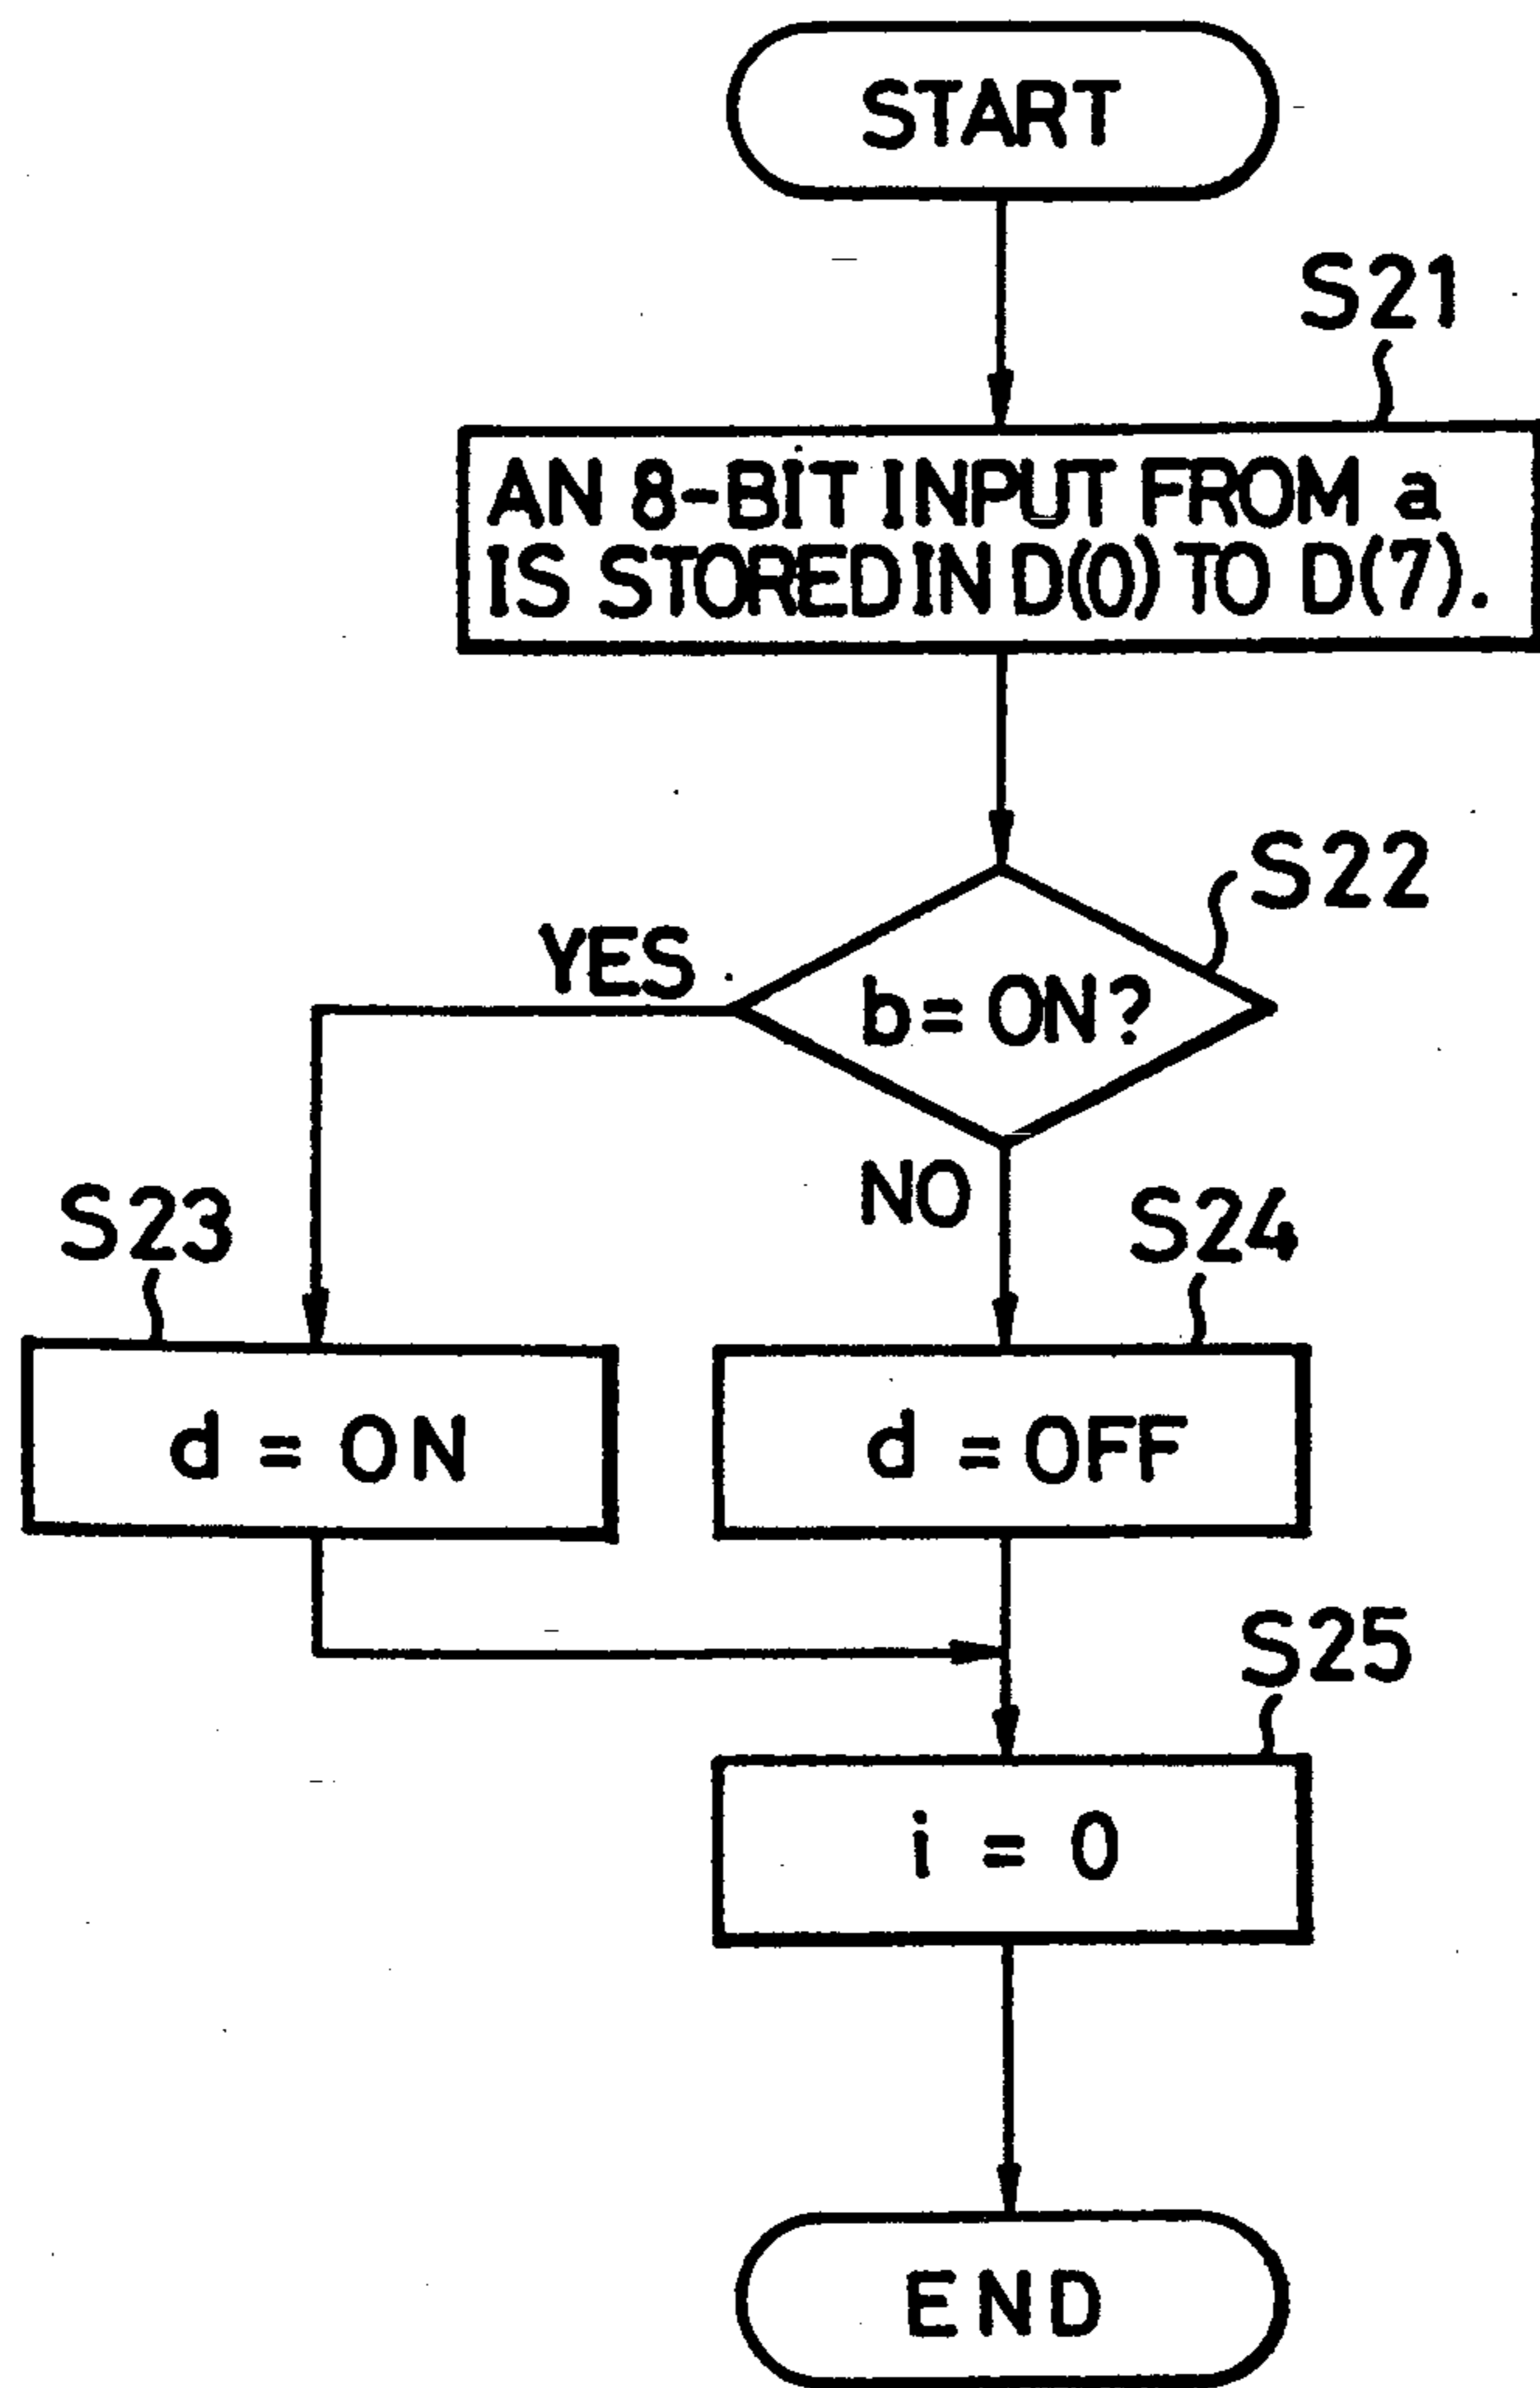 START
S21
AN 8-BIT INPUT FROM a
IS STORED IN D(0) TO D(7).
S22
YES
b=ON?
NO
S23
S24
d = ON
d = OFF
S25
i = 0
END